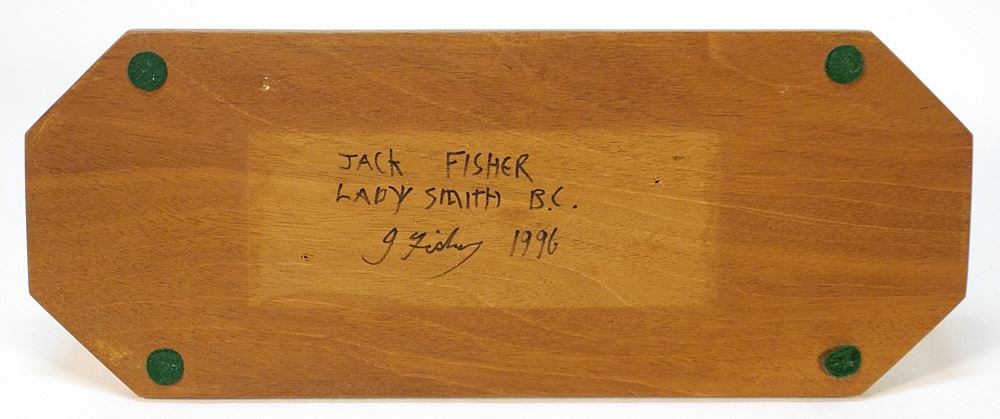 JACK FISHER
LADY SMITH B.C.
J Fisher 1996